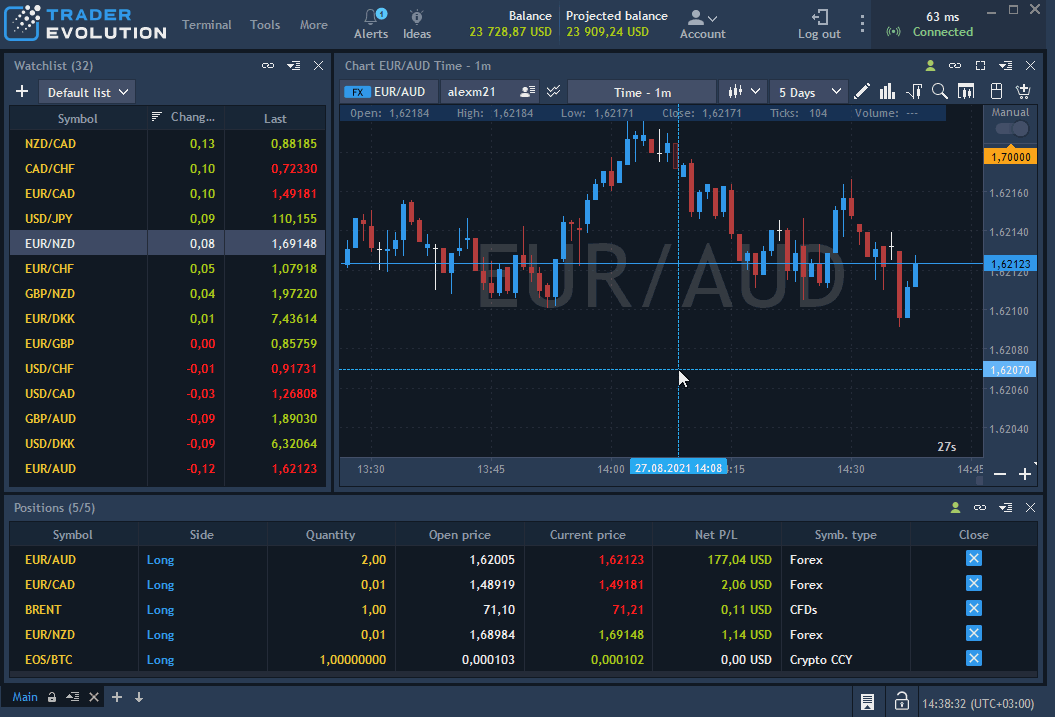 TRADER EVOLUTION
Terminal Tools More
Alerts 1 Ideas
Balance
23 728,87 USD
Projected balance
23 909,24 USD
Account
Log out
63 ms
Connected
Watchlist (32)
Default list
Symbol Chang... Last
NZD/CAD 0,13 0,88185
CAD/CHF 0,10 0,72330
EUR/CAD 0,10 1,49181
USD/JPY 0,09 110,155
EUR/NZD 0,08 1,69148
EUR/CHF 0,05 1,07918
GBP/NZD 0,04 1,97220
EUR/DKK 0,01 7,43614
EUR/GBP 0,00 0,85759
USD/CHF -0,01 0,91731
USD/CAD -0,03 1,26808
GBP/AUD -0,09 1,89030
USD/DKK -0,09 6,32064
EUR/AUD -0,12 1,62123
Chart EUR/AUD Time - 1m
FX EUR/AUD alexm21 Time - 1m 5 Days
Open: 1,62184 High: 1,62184 Low: 1,62171 Close: 1,62171 Ticks: 104 Volume: ---
Manual
1,70000
1.62160
1.62140
1,62123
1.62120
1.62100
1.62080
1,62070
1.62060
1.62040
EUR/AUD
27s
13:30 13:45 14:00 27.08.2021 14:08 :15 14:30 14:45
Positions (5/5)
Symbol Side Quantity Open price Current price Net P/L Symb. type Close
EUR/AUD Long 2,00 1,62005 1,62123 177,04 USD Forex
EUR/CAD Long 0,01 1,48919 1,49181 2,06 USD Forex
BRENT Long 1,00 71,10 71,21 0,11 USD CFDs
EUR/NZD Long 0,01 1,68984 1,69148 1,14 USD Forex
EOS/BTC Long 1,00000000 0,000103 0,000102 0,00 USD Crypto CCY
Main
14:38:32 (UTC+03:00)